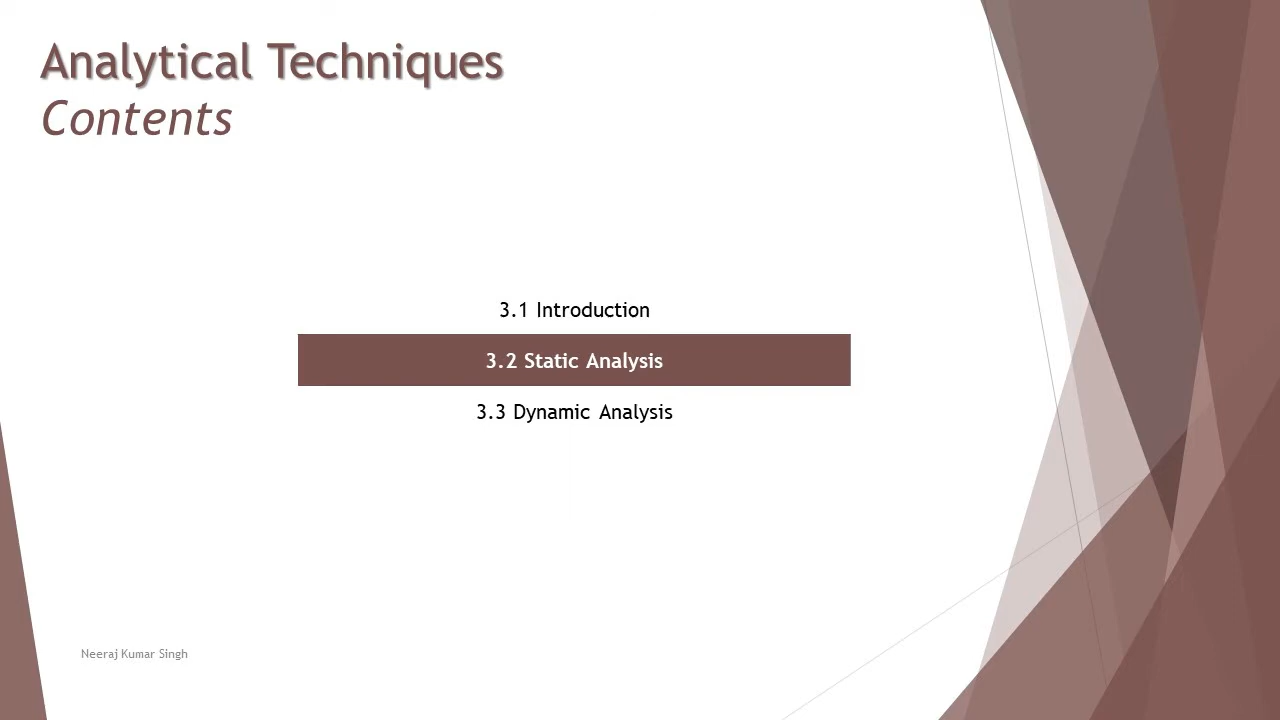 Analytical Techniques
Contents
3.1 Introduction
3.2 Static Analysis
3.3 Dynamic Analysis
Neeraj Kumar Singh